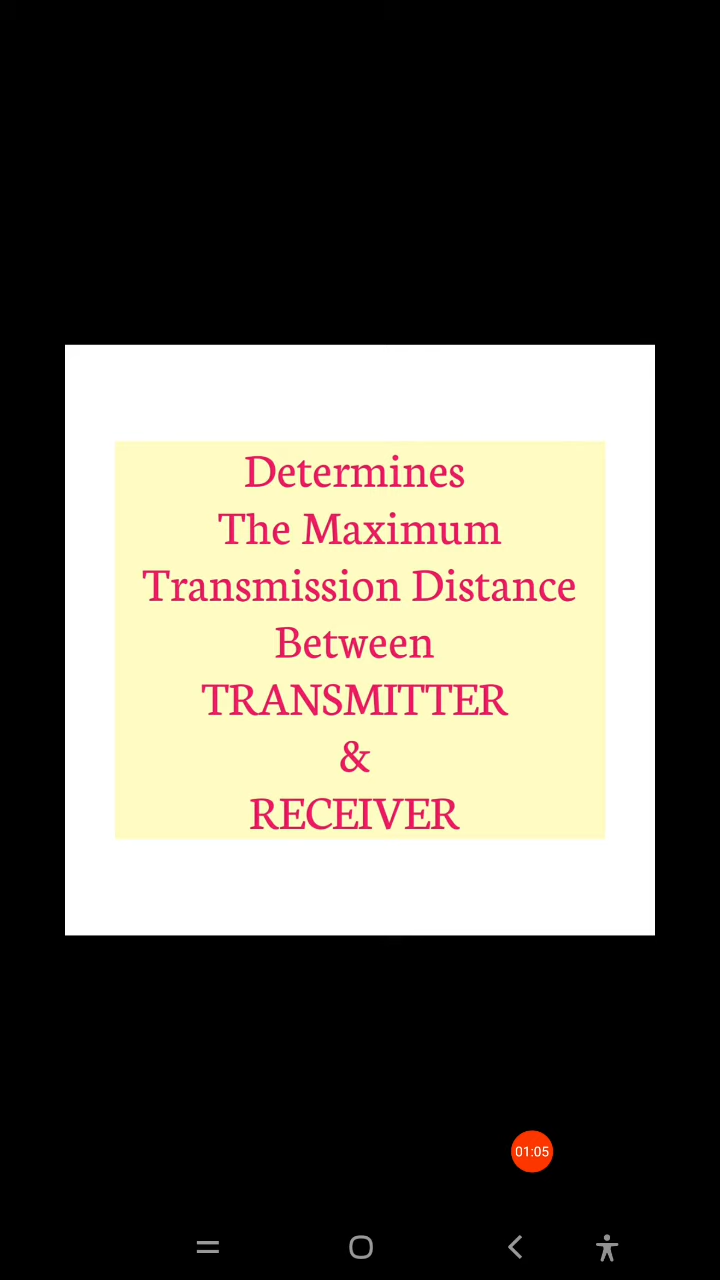 Determines
The Maximum
Transmission Distance
Between
TRANSMITTER
&
RECEIVER
01:05